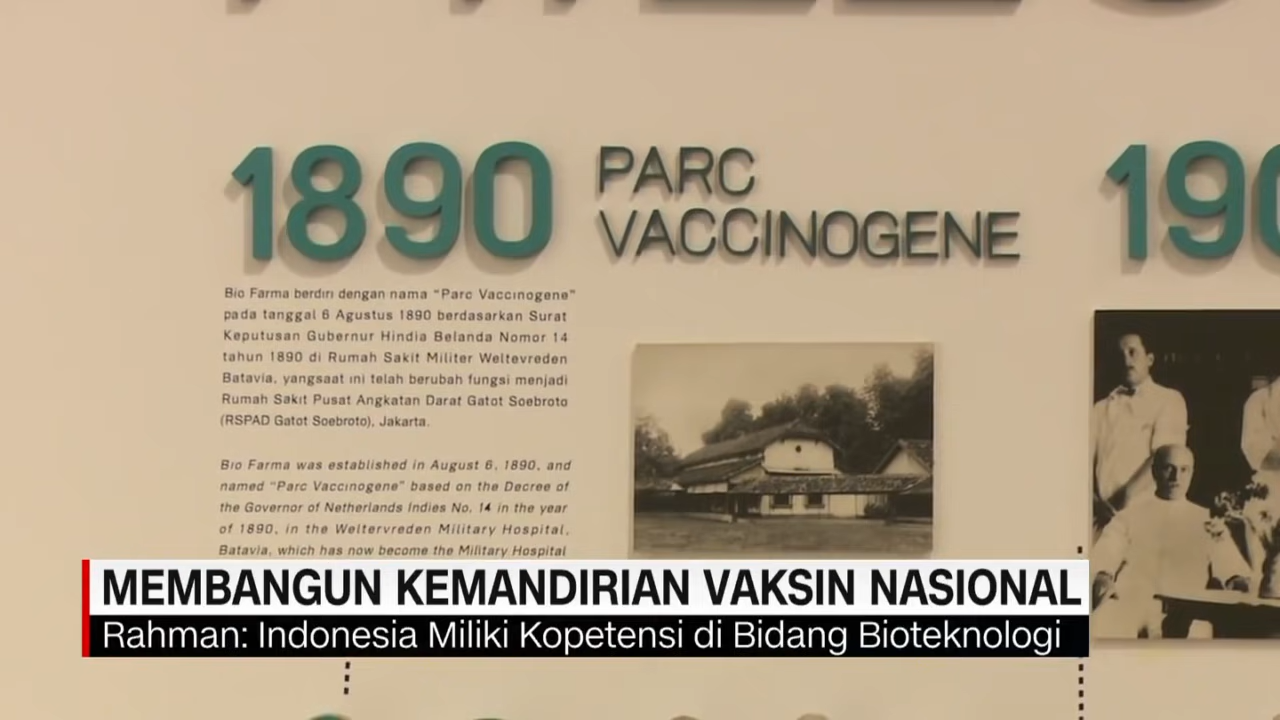 1890
PARC
VACCINOGENE
Bio Farma berdiri dengan nama "Parc Vaccinogene"
pada tanggal 6 Agustus 1890 berdasarkan Surat
Keputusan Gubernur Hindia Belanda Nomor 14
tahun 1890 di Rumah Sakit Militer Weltevreden
Batavia, yangsaat ini telah berubah fungsi menjadi
Rumah Sakit Pusat Angkatan Darat Gatot Soebroto
(RSPAD Gatot Soebroto), Jakarta.
Bio Farma was established in August 6, 1890, and
named "Parc Vaccinogene" based on the Decree of
the Governor of Netherlands Indies No. 14 in the year
of 1890, in the Weltervreden Military Hospital,
Batavia, which has now become the Military Hospital
190
MEMBANGUN KEMANDIRIAN VAKSIN NASIONAL
Rahman: Indonesia Miliki Kopetensi di Bidang Bioteknologi